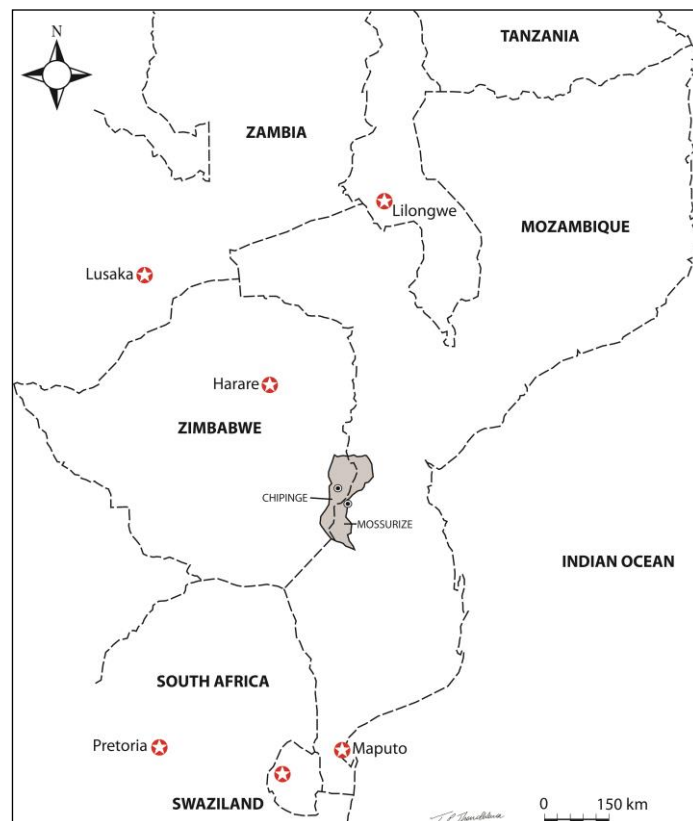 N
TANZANIA
ZAMBIA
Lilongwe
MOZAMBIQUE
Lusaka
Harare
ZIMBABWE
CHIPINGE
MOSSURIZE
INDIAN OCEAN
SOUTH AFRICA
Pretoria
Maputo
SWAZILAND
0 150 km